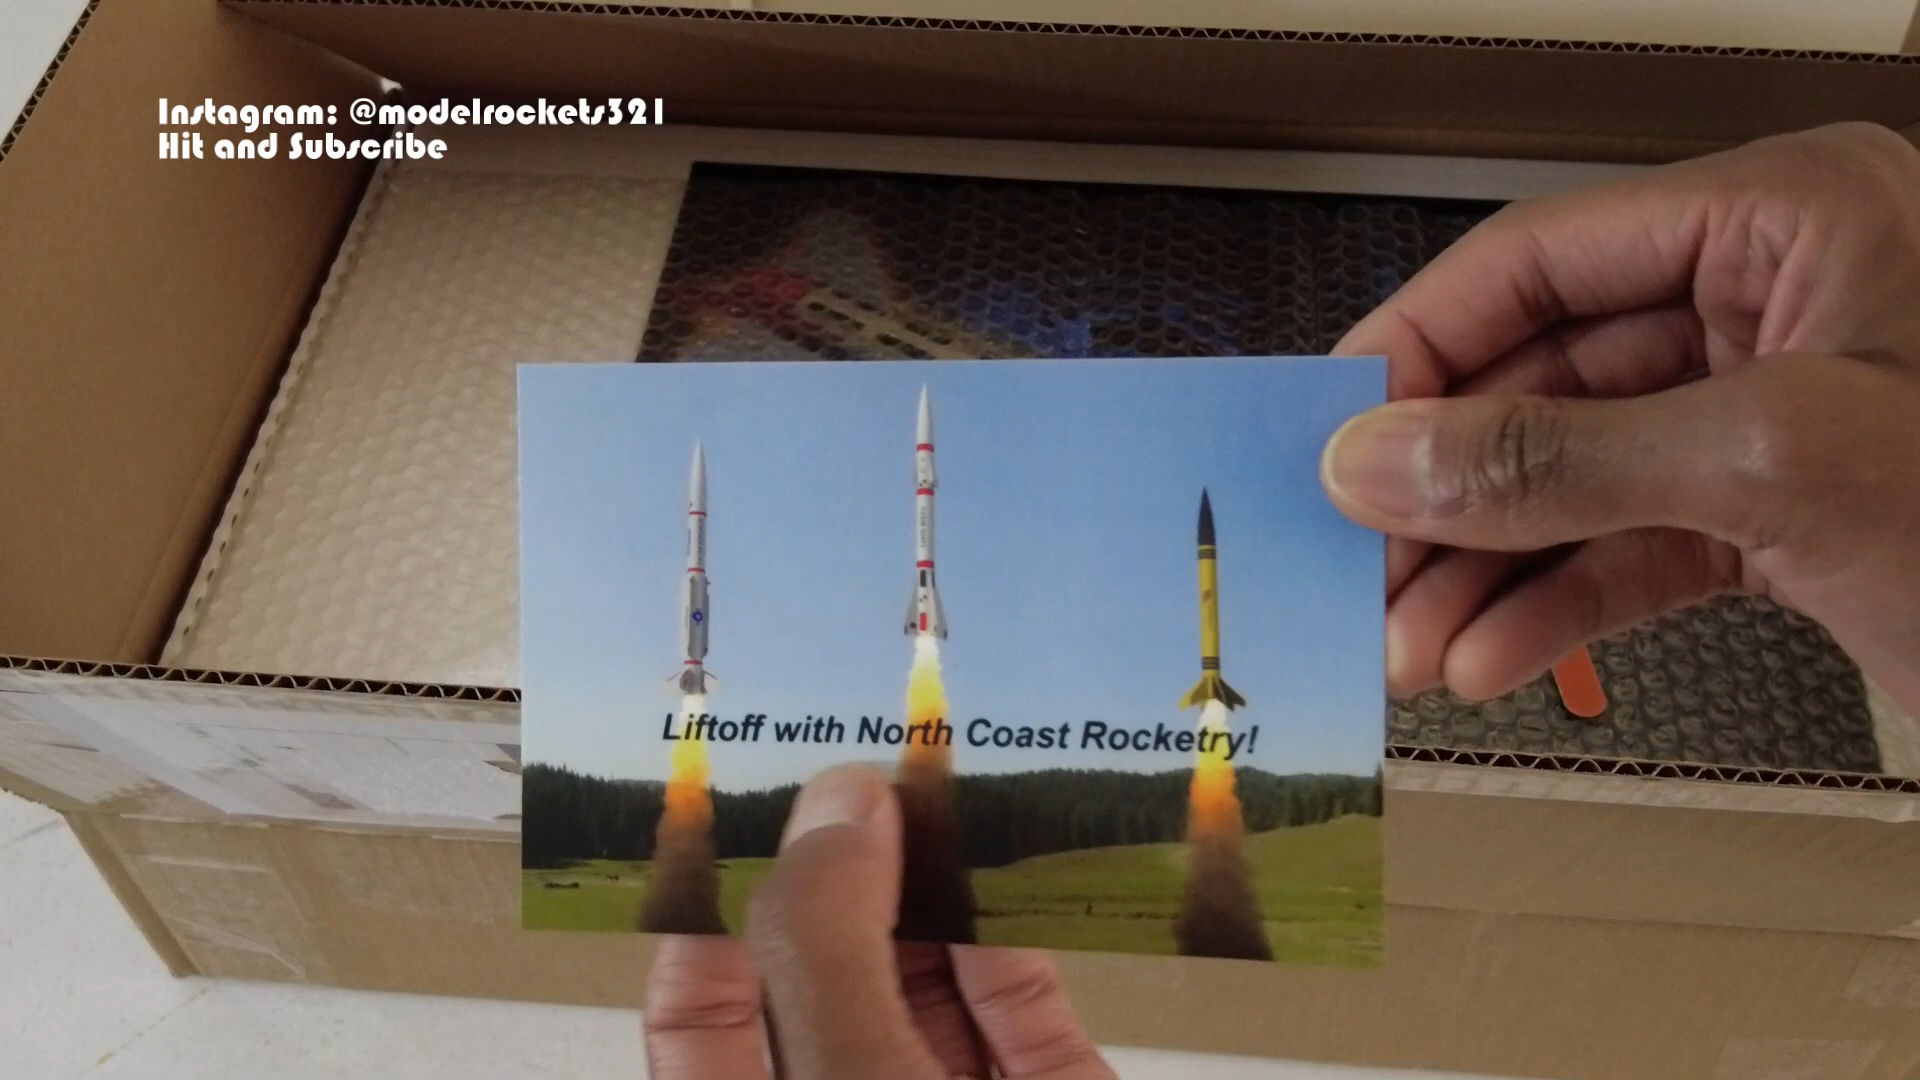 Instagram: @modelrockets321
Hit and Subscribe
Liftoff with North Coast Rocketry!